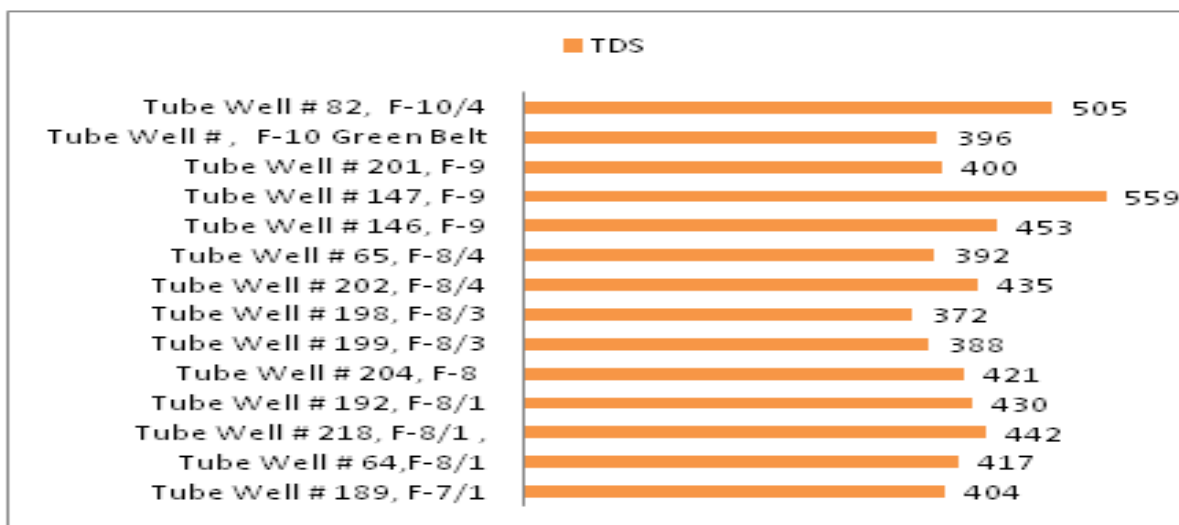 TDS
Tube Well # 82, F-10/4 505
Tube Well # , F-10 Green Belt 396
Tube Well # 201, F-9 400
Tube Well # 147, F-9 559
Tube Well # 146, F-9 453
Tube Well # 65, F-8/4 392
Tube Well # 202, F-8/4 435
Tube Well # 198, F-8/3 372
Tube Well # 199, F-8/3 388
Tube Well # 204, F-8 421
Tube Well # 192, F-8/1 430
Tube Well # 218, F-8/1 , 442
Tube Well # 64,F-8/1 417
Tube Well # 189, F-7/1 404